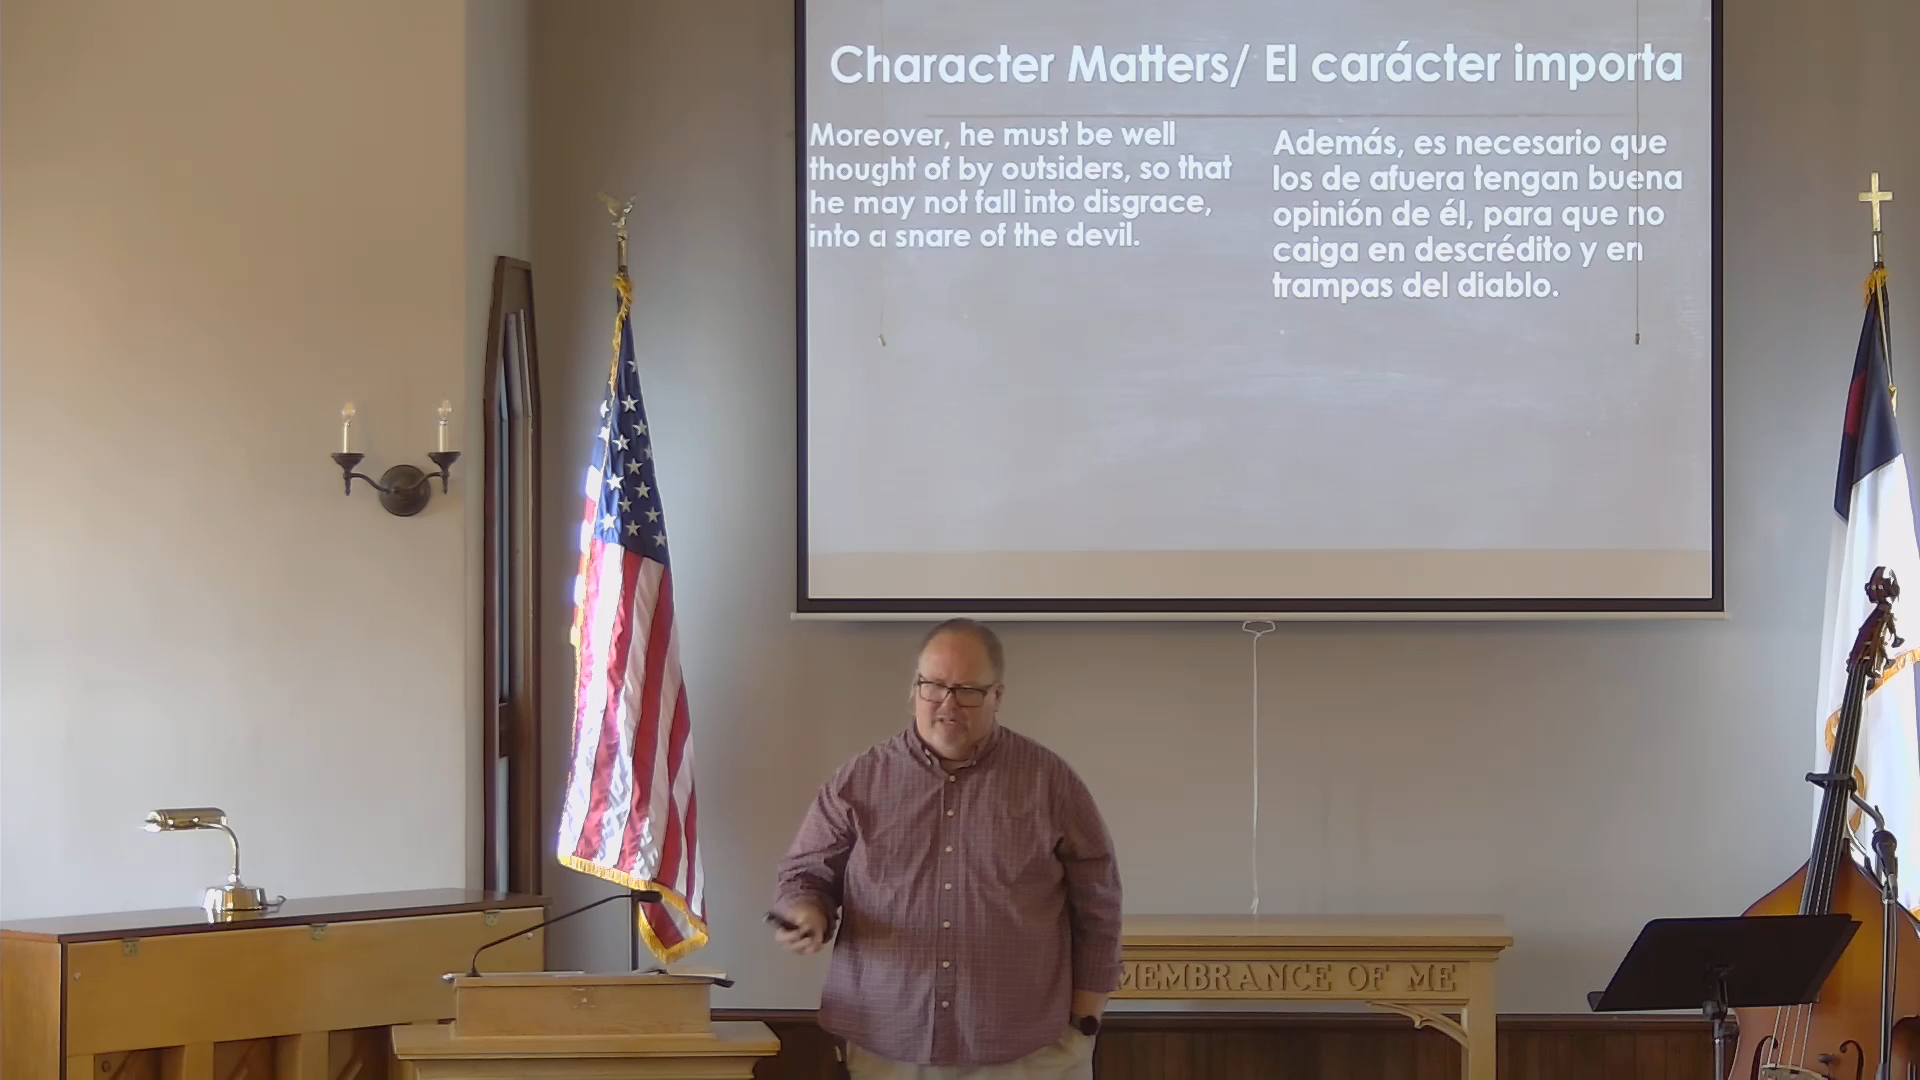 Character Matters/ El carácter importa
Moreover, he must be well
thought of by outsiders, so that
he may not fall into disgrace,
into a snare of the devil.
Además, es necesario que
los de afuera tengan buena
opinión de él, para que no
caiga en descrédito y en
trampas del diablo.
MEMBRANCE OF ME